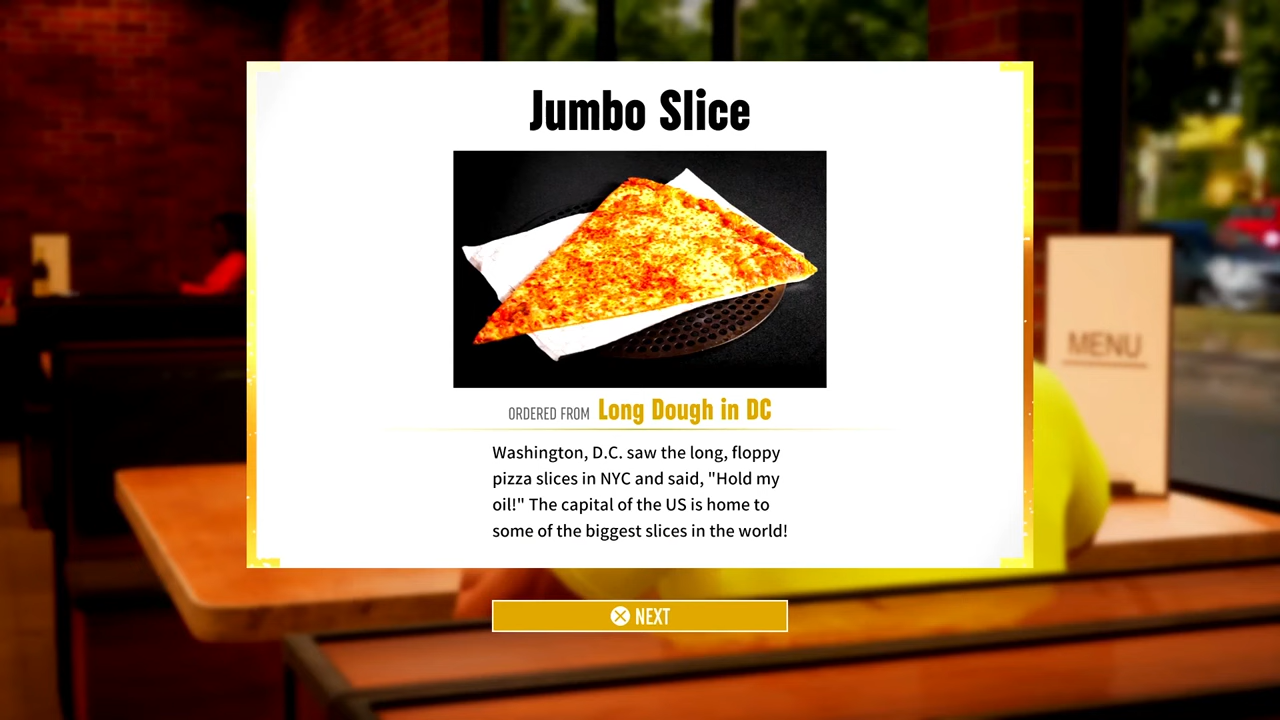 Jumbo Slice
ORDERED FROM Long Dough in DC
Washington, D.C. saw the long, floppy
pizza slices in NYC and said, "Hold my
oil!" The capital of the US is home to
some of the biggest slices in the world!
MENU
NEXT